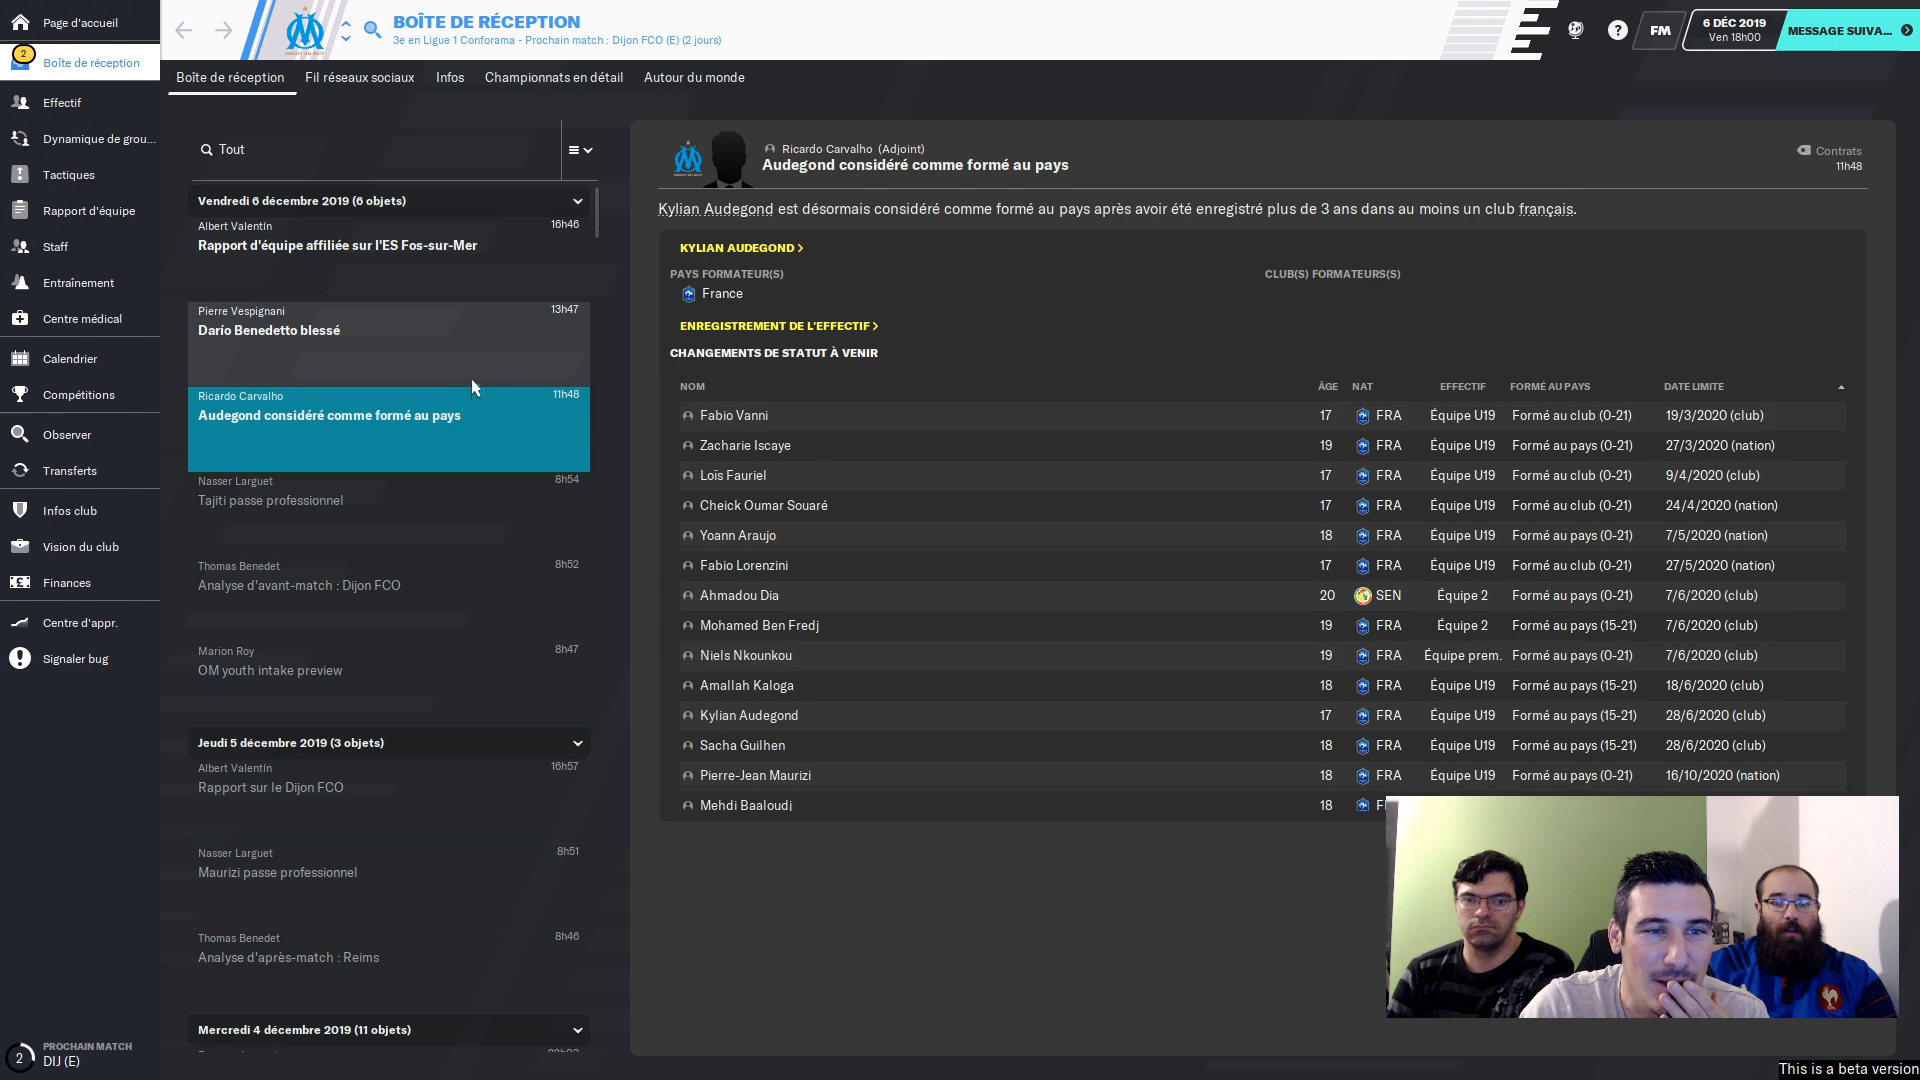 Page d'accueil
2
Boîte de réception
Effectif
Dynamique de grou...
Tactiques
Rapport d'équipe
Staff
Entraînement
Centre médical
Calendrier
Compétitions
Observer
Transferts
Infos club
Vision du club
Finances
Centre d'appr.
Signaler bug
2
PROCHAIN MATCH
DIJ (E)
BOÎTE DE RÉCEPTION
3e en Ligue 1 Conforama - Prochain match : Dijon FCO (E) (2 jours)
?
FM
6 DÉC 2019
Ven 18h00
MESSAGE SUIVA...
Boîte de réception
Fil réseaux sociaux
Infos
Championnats en détail
Autour du monde
Tout
Vendredi 6 décembre 2019 (6 objets)
Albert Valentín 16h46
Rapport d'équipe affiliée sur l'ES Fos-sur-Mer
Pierre Vespignani 13h47
Darío Benedetto blessé
Ricardo Carvalho 11h48
Audegond considéré comme formé au pays
Nasser Larguet 8h54
Tajiti passe professionnel
Thomas Benedet 8h52
Analyse d'avant-match : Dijon FCO
Marion Roy 8h47
OM youth intake preview
Jeudi 5 décembre 2019 (3 objets)
Albert Valentín 16h57
Rapport sur le Dijon FCO
Nasser Larguet 8h51
Maurizi passe professionnel
Thomas Benedet 8h46
Analyse d'après-match : Reims
Mercredi 4 décembre 2019 (11 objets)
Ricardo Carvalho (Adjoint)
Audegond considéré comme formé au pays
Contrats
11h48
Kylian Audegond est désormais considéré comme formé au pays après avoir été enregistré plus de 3 ans dans au moins un club français.
KYLIAN AUDEGOND >
PAYS FORMATEUR(S) CLUB(S) FORMATEURS(S)
France
ENREGISTREMENT DE L'EFFECTIF >
CHANGEMENTS DE STATUT À VENIR
NOM ÂGE NAT EFFECTIF FORMÉ AU PAYS DATE LIMITE
Fabio Vanni 17 FRA Équipe U19 Formé au club (0-21) 19/3/2020 (club)
Zacharie Iscaye 19 FRA Équipe U19 Formé au pays (0-21) 27/3/2020 (nation)
Loïs Fauriel 17 FRA Équipe U19 Formé au club (0-21) 9/4/2020 (club)
Cheick Oumar Souaré 17 FRA Équipe U19 Formé au club (0-21) 24/4/2020 (nation)
Yoann Araujo 18 FRA Équipe U19 Formé au pays (0-21) 7/5/2020 (nation)
Fabio Lorenzini 17 FRA Équipe U19 Formé au club (0-21) 27/5/2020 (nation)
Ahmadou Dia 20 SEN Équipe 2 Formé au pays (0-21) 7/6/2020 (club)
Mohamed Ben Fredj 19 FRA Équipe 2 Formé au pays (15-21) 7/6/2020 (club)
Niels Nkounkou 19 FRA Équipe prem. Formé au pays (0-21) 7/6/2020 (club)
Amallah Kaloga 18 FRA Équipe U19 Formé au pays (15-21) 18/6/2020 (club)
Kylian Audegond 17 FRA Équipe U19 Formé au pays (15-21) 28/6/2020 (club)
Sacha Guilhen 18 FRA Équipe U19 Formé au pays (15-21) 28/6/2020 (club)
Pierre-Jean Maurizi 18 FRA Équipe U19 Formé au pays (0-21) 16/10/2020 (nation)
Mehdi Baaloudj 18
This is a beta version